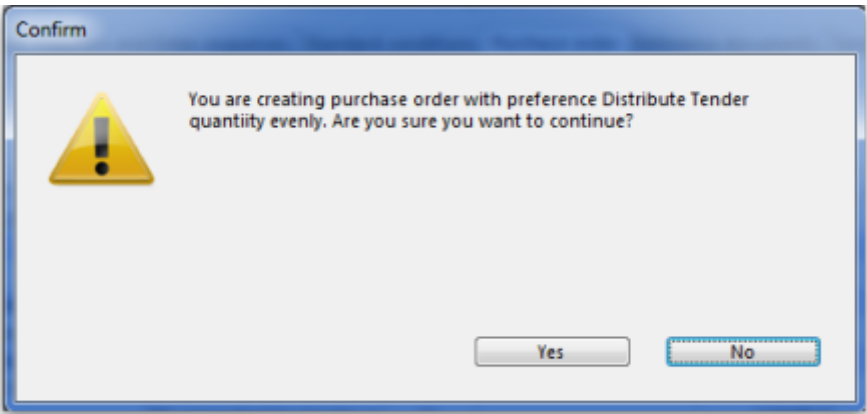 Confirm
You are creating purchase order with preference Distribute Tender
quantiity evenly. Are you sure you want to continue?
Yes
No